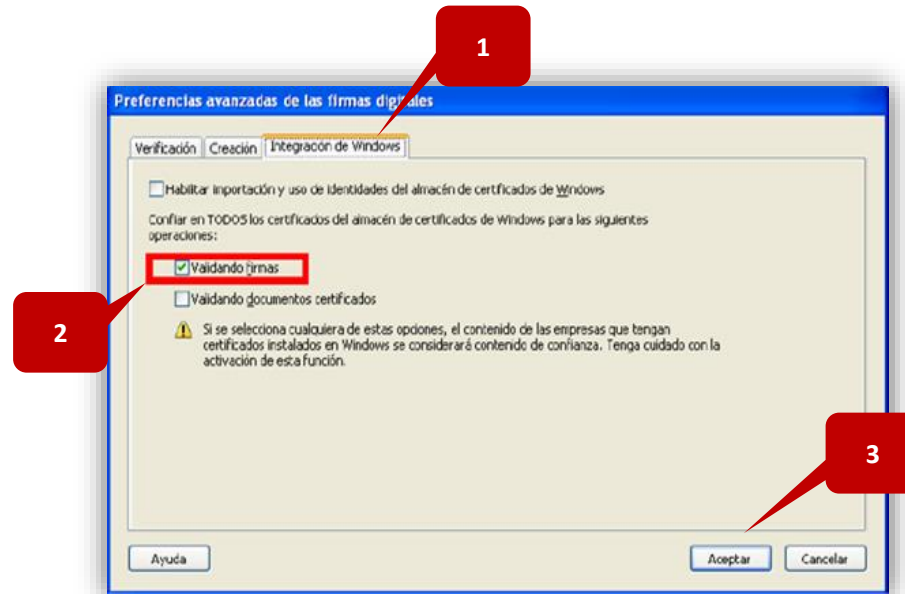 1
Preferencias avanzadas de las firmas digitales
Verificación Creación Integración de Windows
Habilitar importación y uso de identidades del almacén de certificados de Windows
Confiar en TODOS los certificados del almacén de certificados de Windows para las siguientes
operaciones:
Validando firmas
2
Validando documentos certificados
Si se selecciona cualquiera de estas opciones, el contenido de las empresas que tengan
certificados instalados en Windows se considerará contenido de confianza. Tenga cuidado con la
activación de esta función.
3
Ayuda Aceptar Cancelar